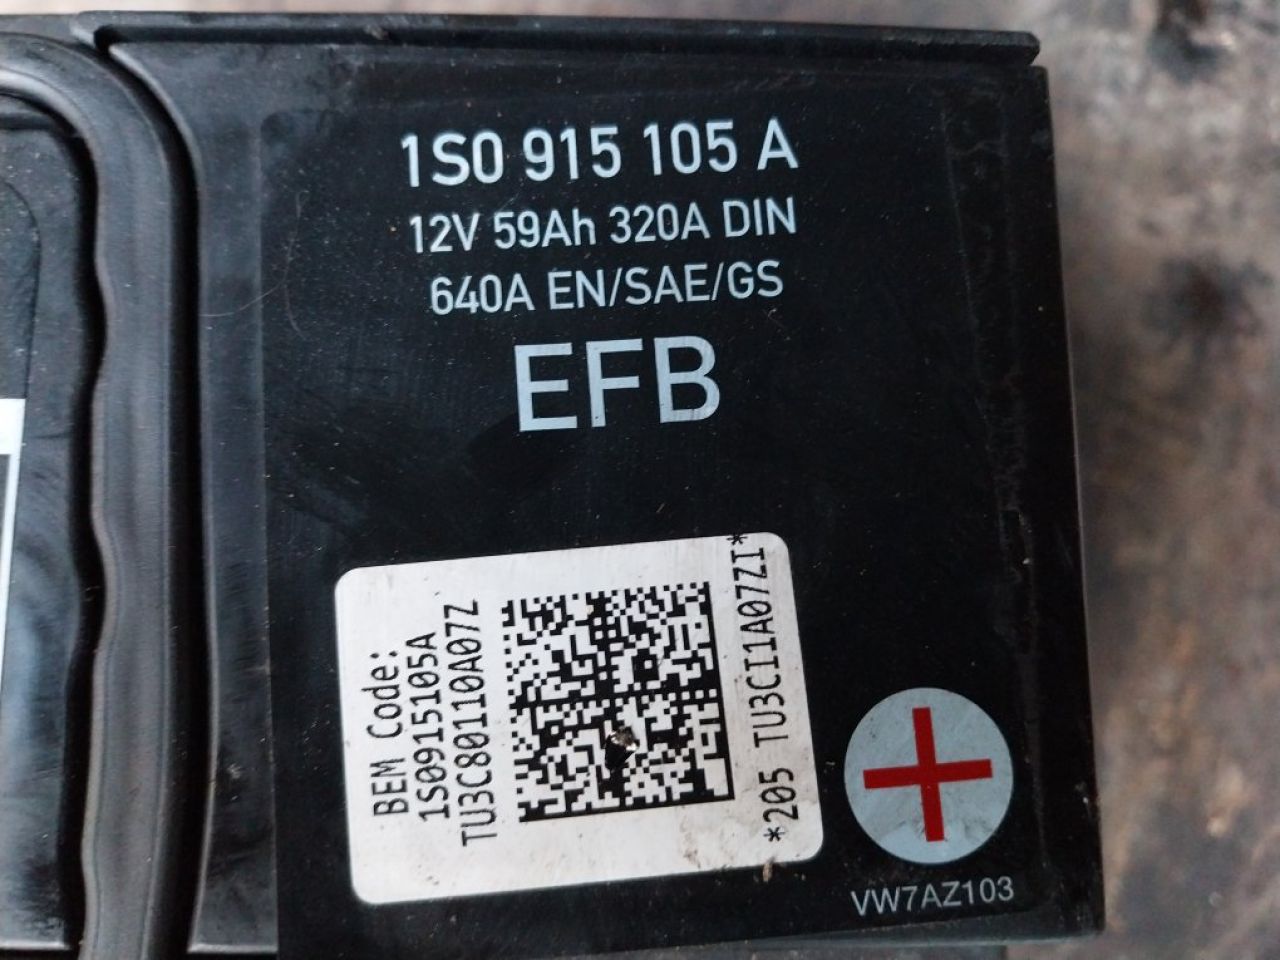 1S0 915 105 A
12V 59Ah 320A DIN
640A EN/SAE/GS
EFB
BEM Code:
1S0915105A
TU3C80110A07Z
*205 TU3CI1A07ZI*
VW7AZ103